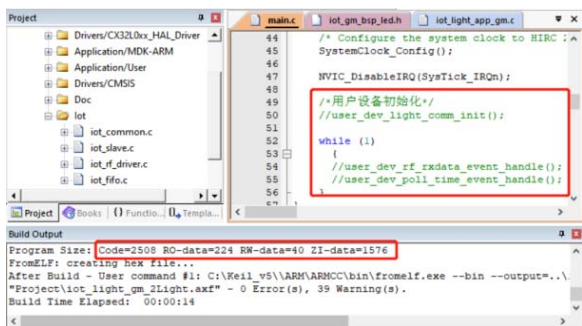 Project
Drivers/CX32L0xx_HAL_Driver
Application/MDK-ARM
Application/User
Drivers/CMSIS
Doc
Iot
iot_common.c
iot_slave.c
iot_rf_driver.c
iot_fifo.c
Project Books {} Functio... Templa...
main.c iot_gm_bsp_led.h iot_light_app_gm.c
44 /* Configure the system clock to HIRC
45 SystemClock_Config();
46
47 NVIC_DisableIRQ(SysTick_IRQn);
48
49 /*用户设备初始化*/
50 //user_dev_light_comm_init();
51
52 while (1)
53 {
54 //user_dev_rf_rxdata_event_handle();
55 //user_dev_poll_time_event_handle();
56 }
Build Output
Program Size: Code=2508 RO-data=224 RW-data=40 ZI-data=1576
FromELF: creating hex file...
After Build - User command #1: C:\Keil_v5\\ARM\ARMCC\bin\fromelf.exe --bin --output=..\.
"Project\iot_light_gm_2Light.axf" - 0 Error(s), 39 Warning(s).
Build Time Elapsed: 00:00:14